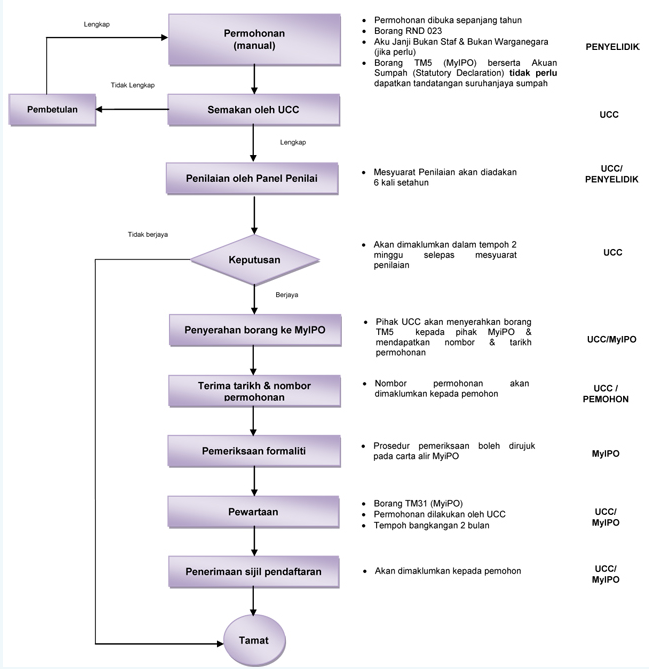 Lengkap
Permohonan
(manual)
• Permohonan dibuka sepanjang tahun
• Borang RND 023
• Aku Janji Bukan Staf & Bukan Warganegara
(jika perlu)
• Borang TM5 (MyIPO) berserta Akuan
Sumpah (Statutory Declaration) tidak perlu
dapatkan tandatangan suruhanjaya sumpah
PENYELIDIK
Tidak Lengkap
Pembetulan
Semakan oleh UCC
UCC
Lengkap
Penilaian oleh Panel Penilai
• Mesyuarat Penilaian akan diadakan
6 kali setahun
UCC/
PENYELIDIK
Tidak berjaya
Keputusan
• Akan dimaklumkan dalam tempoh 2
minggu selepas mesyuarat
penilaian
UCC
Berjaya
Penyerahan borang ke MyIPO
• Pihak UCC akan menyerahkan borang
TM5 kepada pihak MyiPO &
mendapatkan nombor & tarikh
permohonan
UCC/MyIPO
Terima tarikh & nombor
permohonan
• Nombor permohonan akan
dimaklumkan kepada pemohon
UCC /
PEMOHON
Pemeriksaan formaliti
• Prosedur pemeriksaan boleh dirujuk
pada carta alir MyiPO
MyIPO
Pewartaan
• Borang TM31 (MyiPO)
• Permohonan dilakukan oleh UCC
• Tempoh bangkangan 2 bulan
UCC/
MyIPO
Penerimaan sijil pendaftaran
• Akan dimaklumkan kepada pemohon
UCC/
MyIPO
Tamat